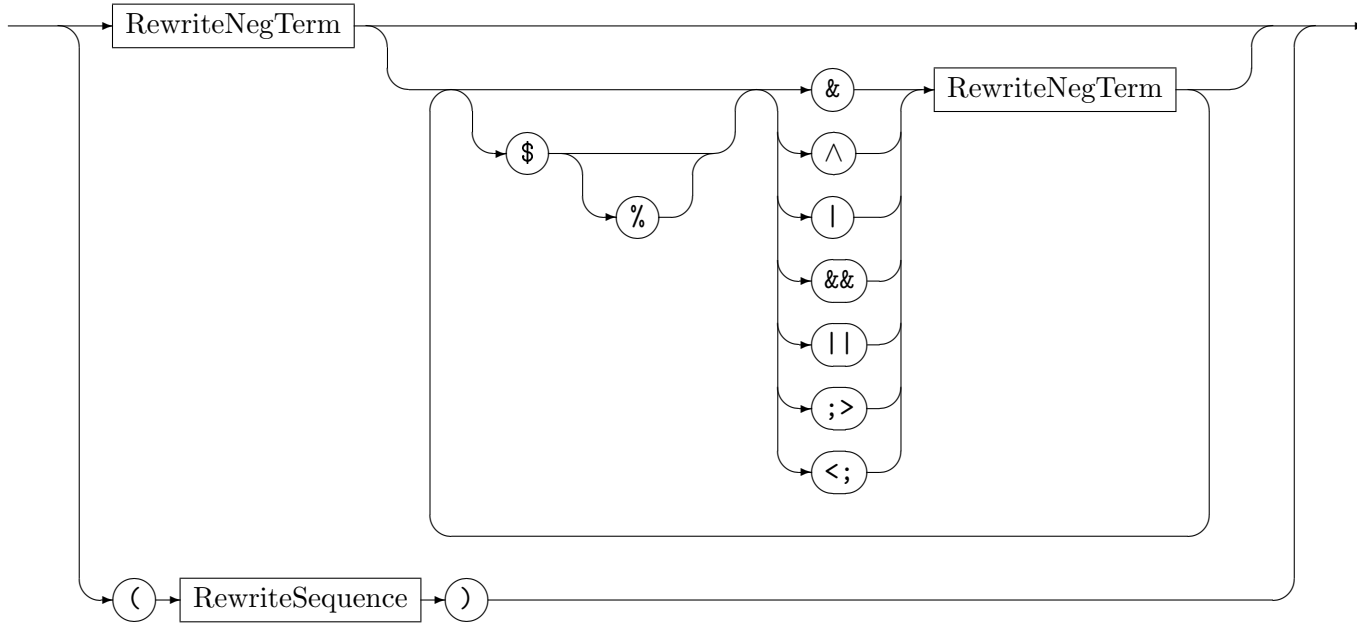 RewriteNegTerm
& RewriteNegTerm
$ ^
% |
&&
||
;>
<;
( RewriteSequence )